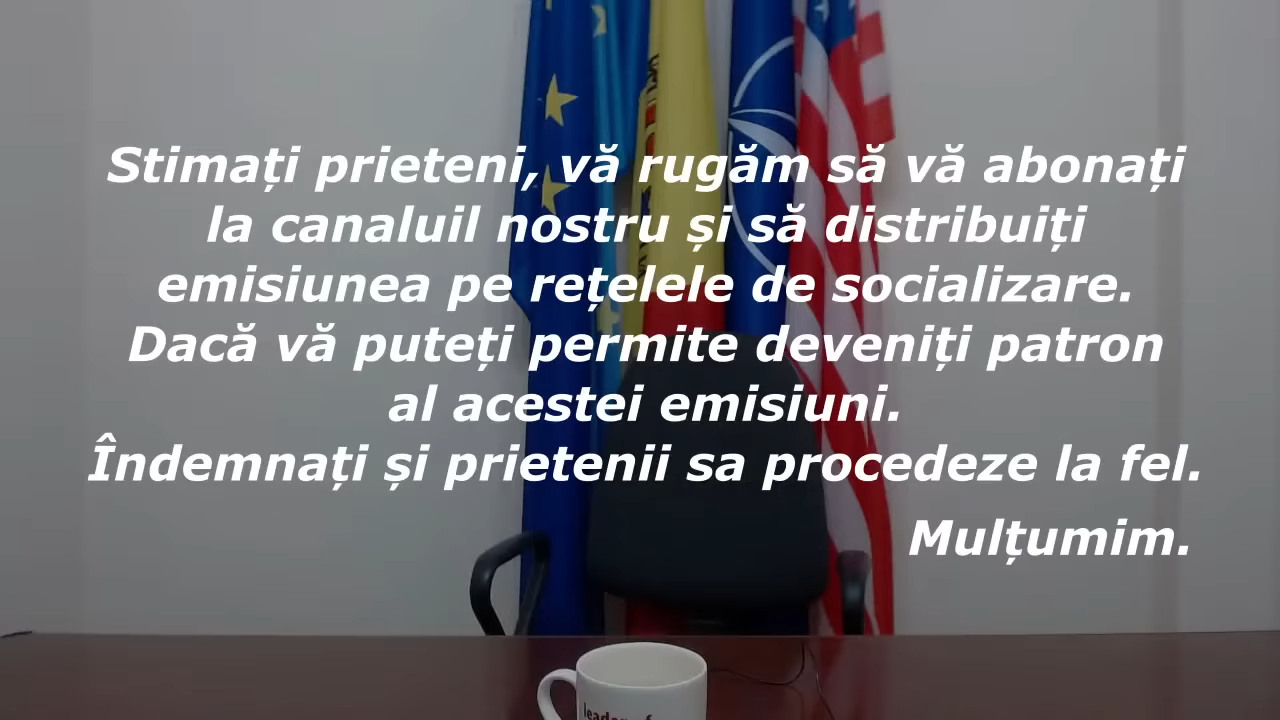 Stimați prieteni, vă rugăm să vă abonați
la canaluil nostru și să distribuiți
emisiunea pe rețelele de socializare.
Dacă vă puteți permite deveniți patron
al acestei emisiuni.
Îndemnați și prietenii sa procedeze la fel.
Mulțumim.